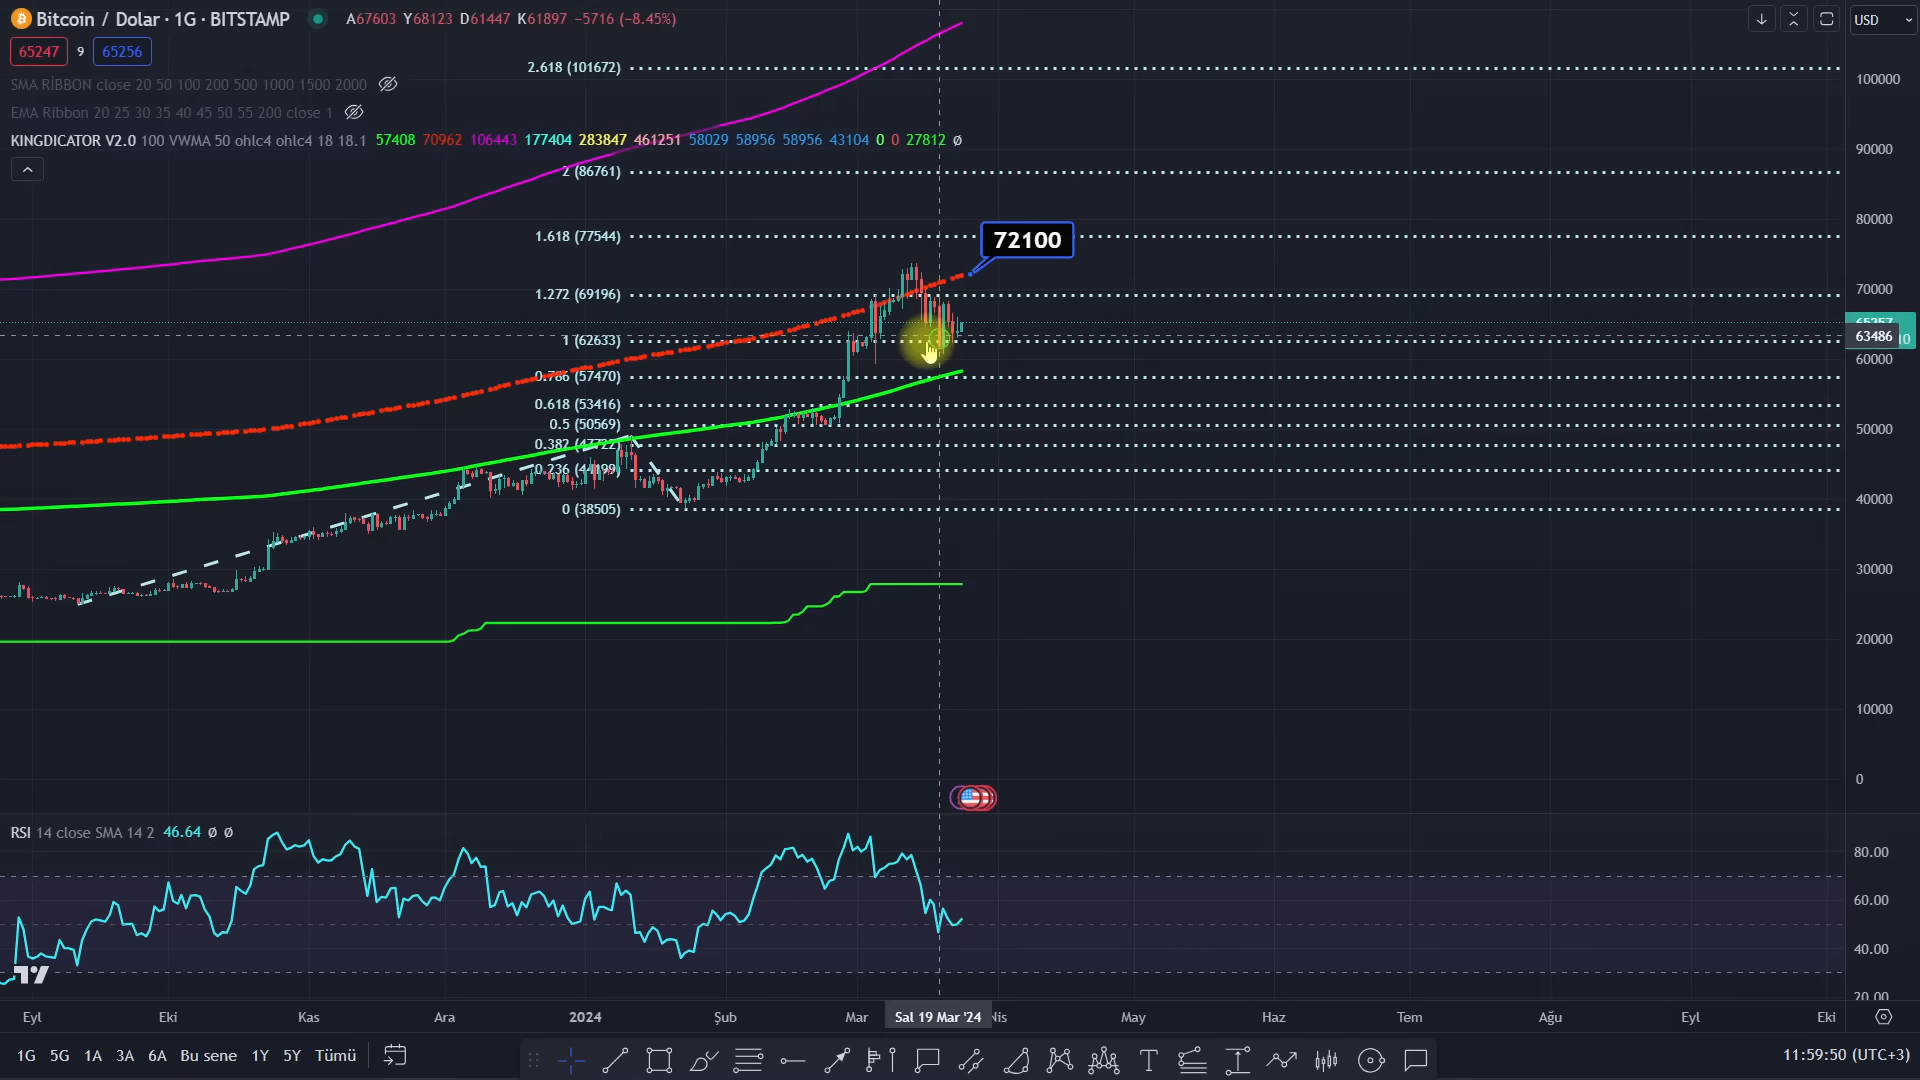 Bitcoin / Dolar · 1G · BITSTAMP A67603 Y68123 D61447 K61897 −5716 (−8.45%)
USD
65247 9 65256
SMA RİBBON close 20 50 100 200 500 1000 1500 2000
EMA Ribbon 20 25 30 35 40 45 50 55 200 close 1
KINGDICATOR V2.0 100 VWMA 50 ohlc4 ohlc4 18 18.1 57408 70962 106443 177404 283847 461251 58029 58956 58956 43104 0 0 27812 ø
2.618 (101672)
2 (86761)
1.618 (77544)
72100
1.272 (69196)
1 (62633)
0.786 (57470)
0.618 (53416)
0.5 (50569)
0.382 (47722)
0.236 (44199)
0 (38505)
100000
90000
80000
70000
63486
60000
50000
40000
30000
20000
10000
0
RSI 14 close SMA 14 2 46.64 ø ø
80.00
60.00
40.00
20.00
Eyl Eki Kas Ara 2024 Şub Mar Sal 19 Mar '24 Nis May Haz Tem Ağu Eyl Eki
1G 5G 1A 3A 6A Bu sene 1Y 5Y Tümü
11:59:50 (UTC+3)